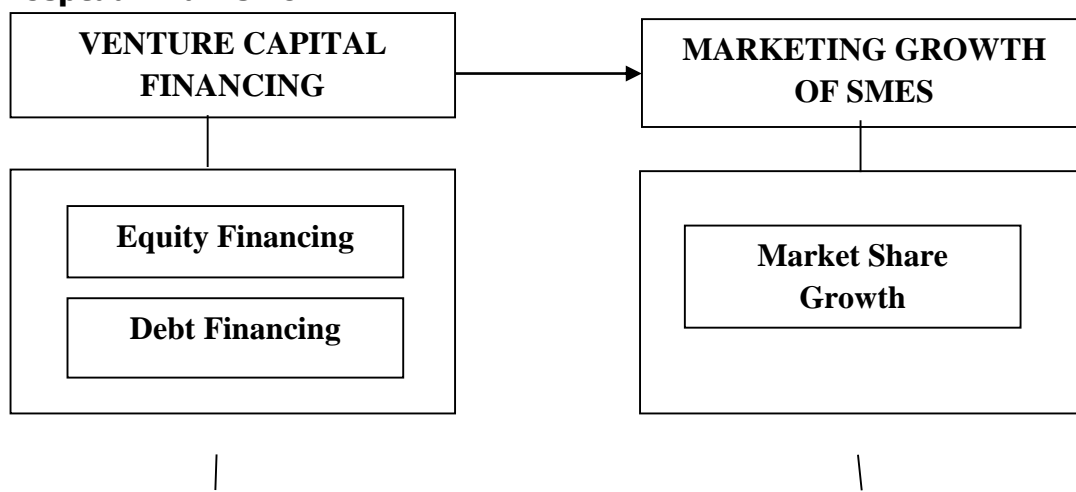 VENTURE CAPITAL
FINANCING
MARKETING GROWTH
OF SMES
Equity Financing
Debt Financing
Market Share
Growth